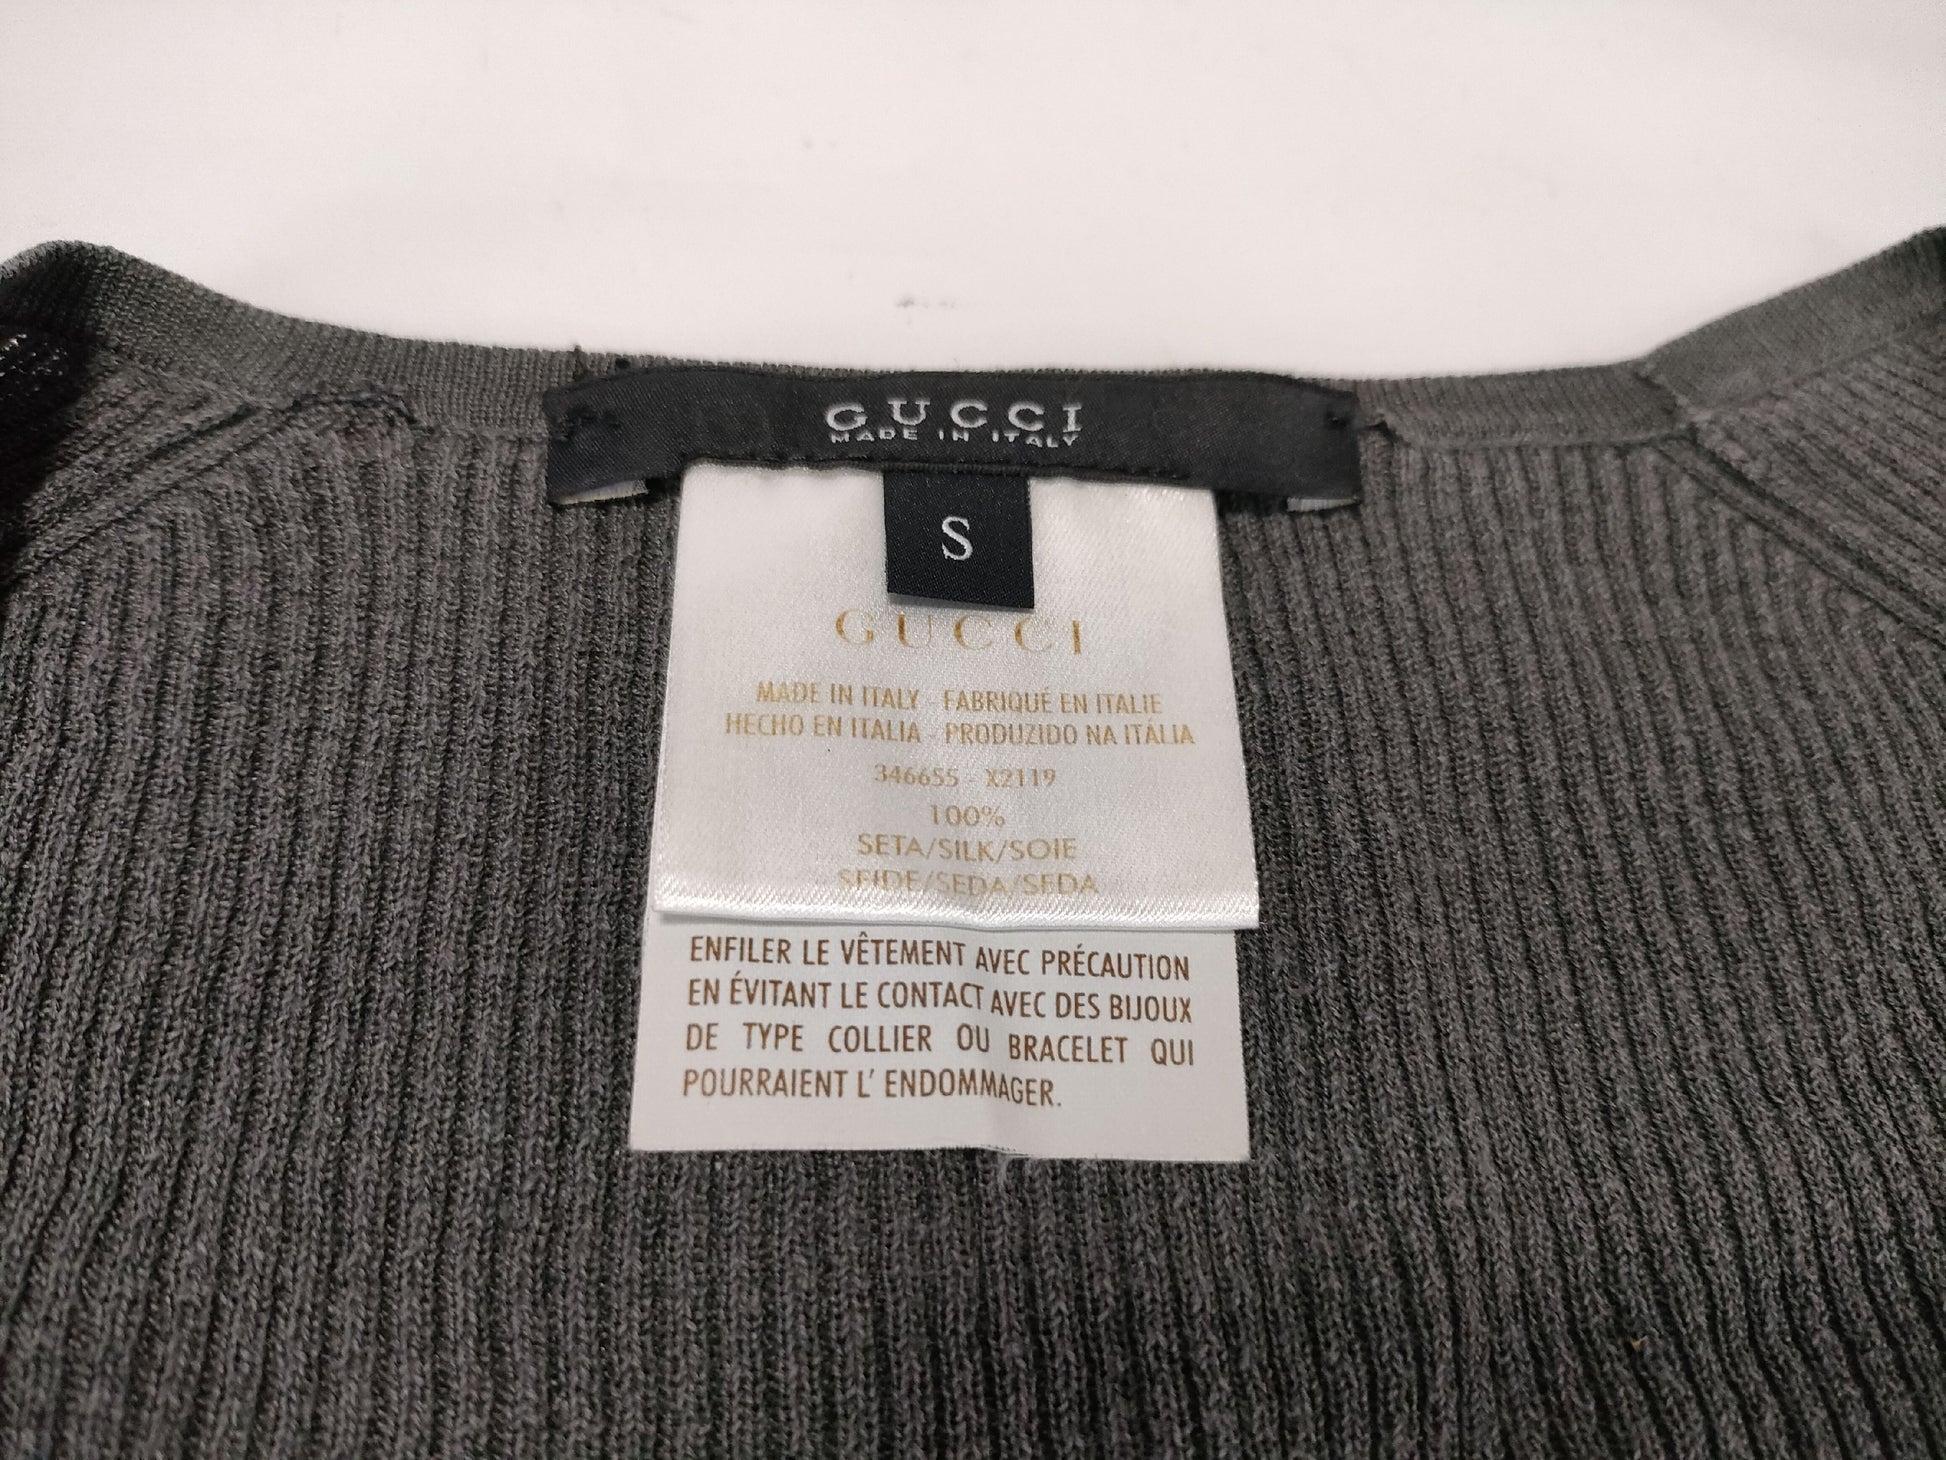 GUCCI
MADE IN ITALY
S
GUCCI
MADE IN ITALY - FABRIQUÉ EN ITALIE
HECHO EN ITALIA - PRODUZIDO NA ITÁLIA
346655 - X2119
100%
SETA/SILK/SOIE
SEIDE/SEDA/SEDA
ENFILER LE VÊTEMENT AVEC PRÉCAUTION
EN ÉVITANT LE CONTACT AVEC DES BIJOUX
DE TYPE COLLIER OU BRACELET QUI
POURRAIENT L' ENDOMMAGER.